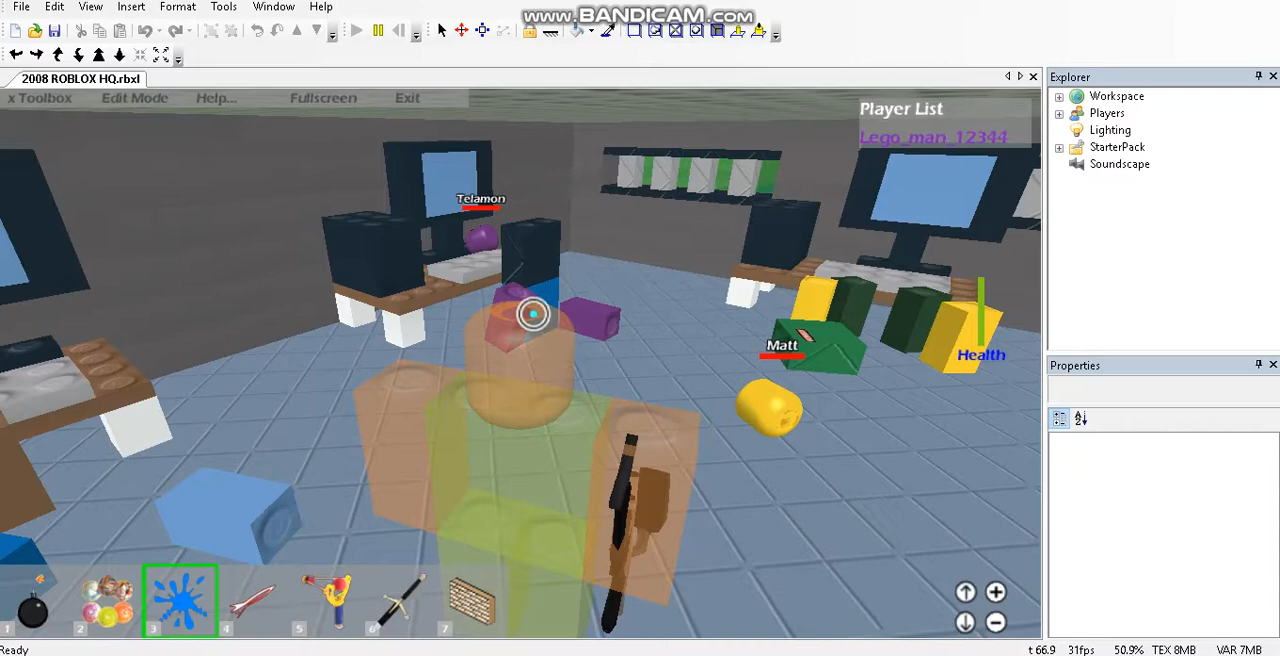 www.BANDICAM.com
File Edit View Insert Format Tools Window Help
2008 ROBLOX HQ.rbxl
x Toolbox Edit Mode Help... Fullscreen Exit
Player List
Lego_man_12344
Telamon
Matt
Health
1 2 3 4 5 6 7
Explorer
Workspace
Players
Lighting
StarterPack
Soundscape
Properties
Ready
t 66.9 31fps 50.9% TEX 8MB VAR 7MB